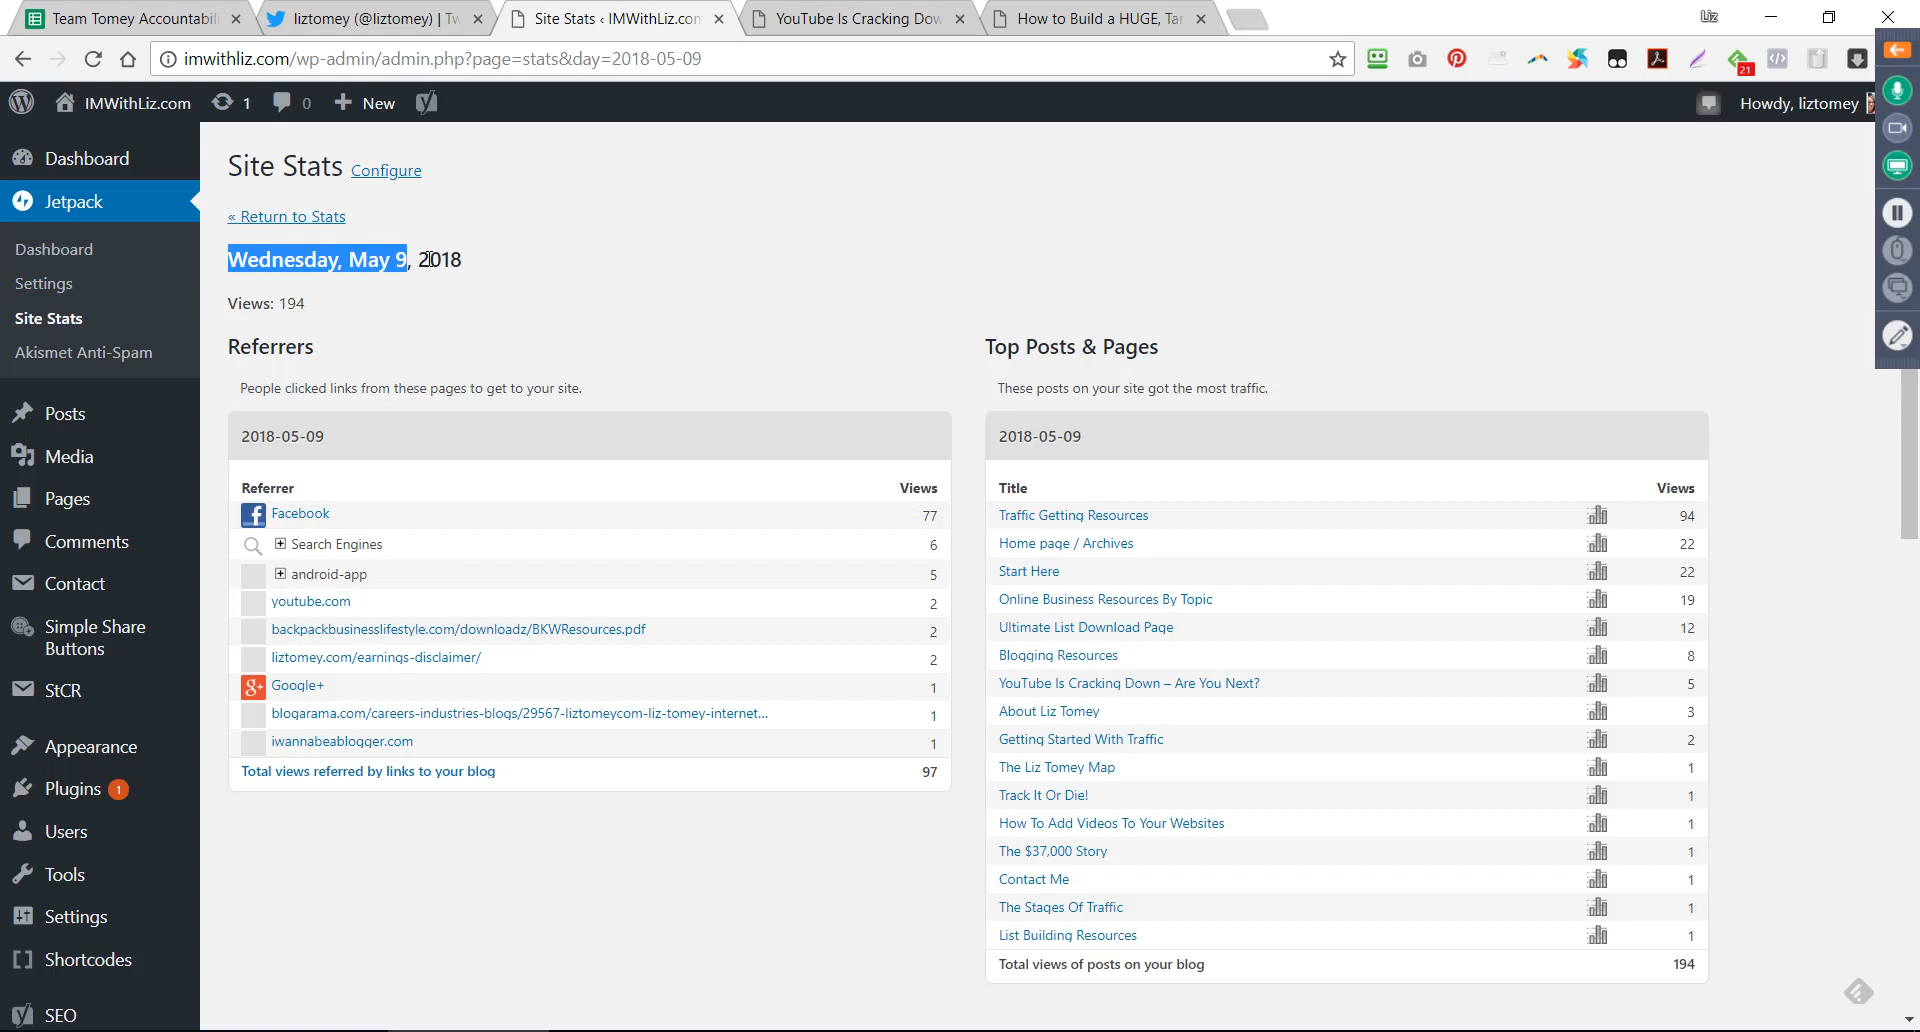 Team Tomey Accountabil
liztomey (@liztomey) | Tw
Site Stats ‹ IMWithLiz.com
YouTube Is Cracking Dow
How to Build a HUGE, Tar
Liz
imwithliz.com/wp-admin/admin.php?page=stats&day=2018-05-09
21
IMWithLiz.com
1
0
New
Howdy, liztomey
Dashboard
Jetpack
Dashboard
Settings
Site Stats
Akismet Anti-Spam
Posts
Media
Pages
Comments
Contact
Simple Share
Buttons
StCR
Appearance
Plugins 1
Users
Tools
Settings
Shortcodes
SEO
Site Stats Configure
« Return to Stats
Wednesday, May 9, 2018
Views: 194
Referrers
People clicked links from these pages to get to your site.
2018-05-09
Referrer Views
Facebook 77
Search Engines 6
android-app 5
youtube.com 2
backpackbusinesslifestyle.com/downloadz/BKWResources.pdf 2
liztomey.com/earnings-disclaimer/ 2
Google+ 1
blogarama.com/careers-industries-blogs/29567-liztomeycom-liz-tomey-internet... 1
iwannabeablogger.com 1
Total views referred by links to your blog 97
Top Posts & Pages
These posts on your site got the most traffic.
2018-05-09
Title Views
Traffic Getting Resources 94
Home page / Archives 22
Start Here 22
Online Business Resources By Topic 19
Ultimate List Download Page 12
Blogging Resources 8
YouTube Is Cracking Down – Are You Next? 5
About Liz Tomey 3
Getting Started With Traffic 2
The Liz Tomey Map 1
Track It Or Die! 1
How To Add Videos To Your Websites 1
The $37,000 Story 1
Contact Me 1
The Stages Of Traffic 1
List Building Resources 1
Total views of posts on your blog 194